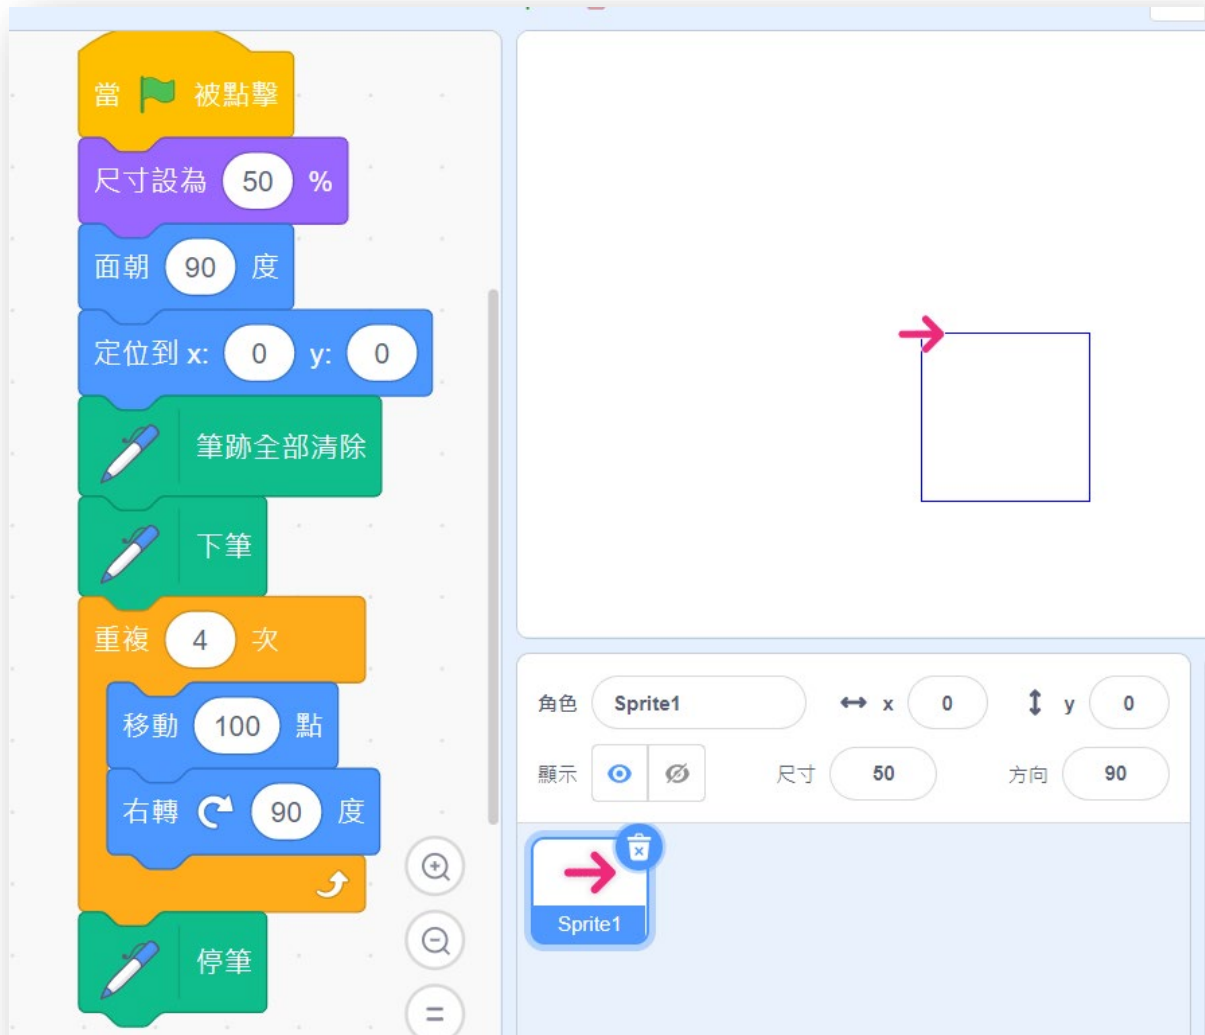 當 被點擊
尺寸設為 50 %
面朝 90 度
定位到 x: 0 y: 0
筆跡全部清除
下筆
重複 4 次
移動 100 點
右轉 90 度
停筆
角色 Sprite1 x 0 y 0
顯示 尺寸 50 方向 90
Sprite1